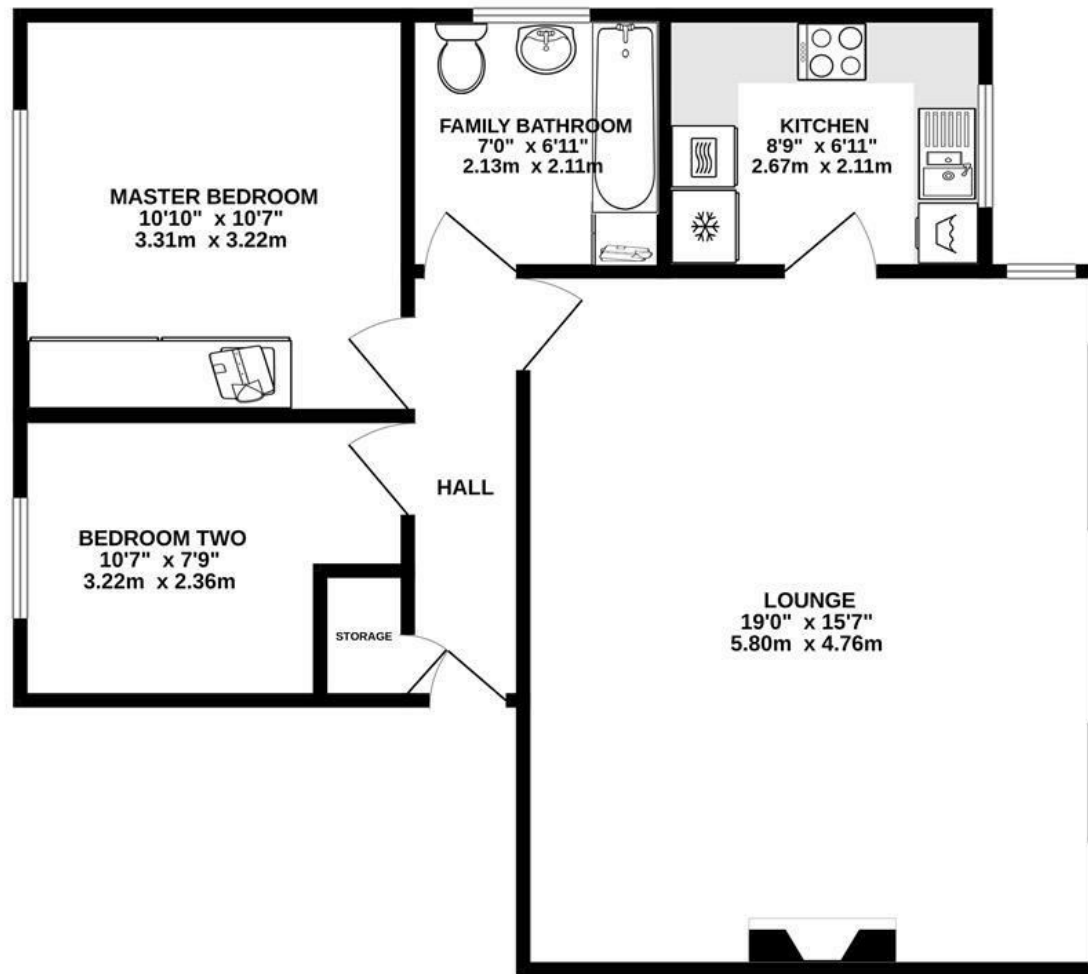 FAMILY BATHROOM
7'0" x 6'11"
2.13m x 2.11m
KITCHEN
8'9" x 6'11"
2.67m x 2.11m
MASTER BEDROOM
10'10" x 10'7"
3.31m x 3.22m
HALL
BEDROOM TWO
10'7" x 7'9"
3.22m x 2.36m
STORAGE
LOUNGE
19'0" x 15'7"
5.80m x 4.76m